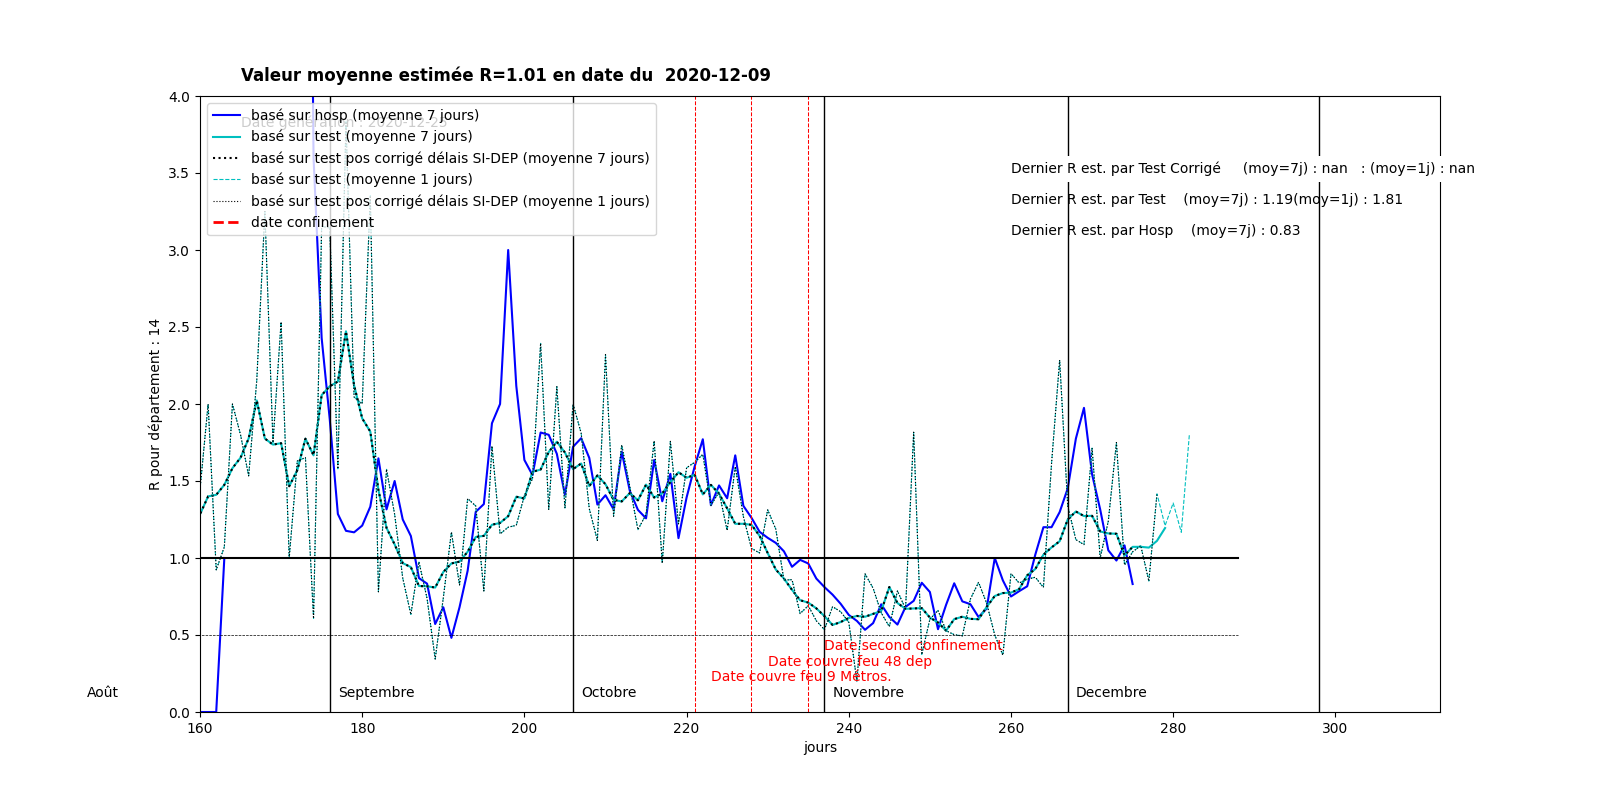 Valeur moyenne estimée R=1.01 en date du  2020-12-09
basé sur hosp (moyenne 7 jours)
basé sur test (moyenne 7 jours)
basé sur test pos corrigé délais SI-DEP (moyenne 7 jours)
basé sur test (moyenne 1 jours)
basé sur test pos corrigé délais SI-DEP (moyenne 1 jours)
date confinement
Dernier R est. par Test Corrigé     (moy=7j) : nan   : (moy=1j) : nan
Dernier R est. par Test    (moy=7j) : 1.19(moy=1j) : 1.81
Dernier R est. par Hosp    (moy=7j) : 0.83
R pour département : 14
4.0
3.5
3.0
2.5
2.0
1.5
1.0
0.5
0.0
Date second confinement
Date couvre feu 48 dep
Date couvre feu 9 Métros.
Août Septembre Octobre Novembre Decembre
160 180 200 220 240 260 280 300
jours